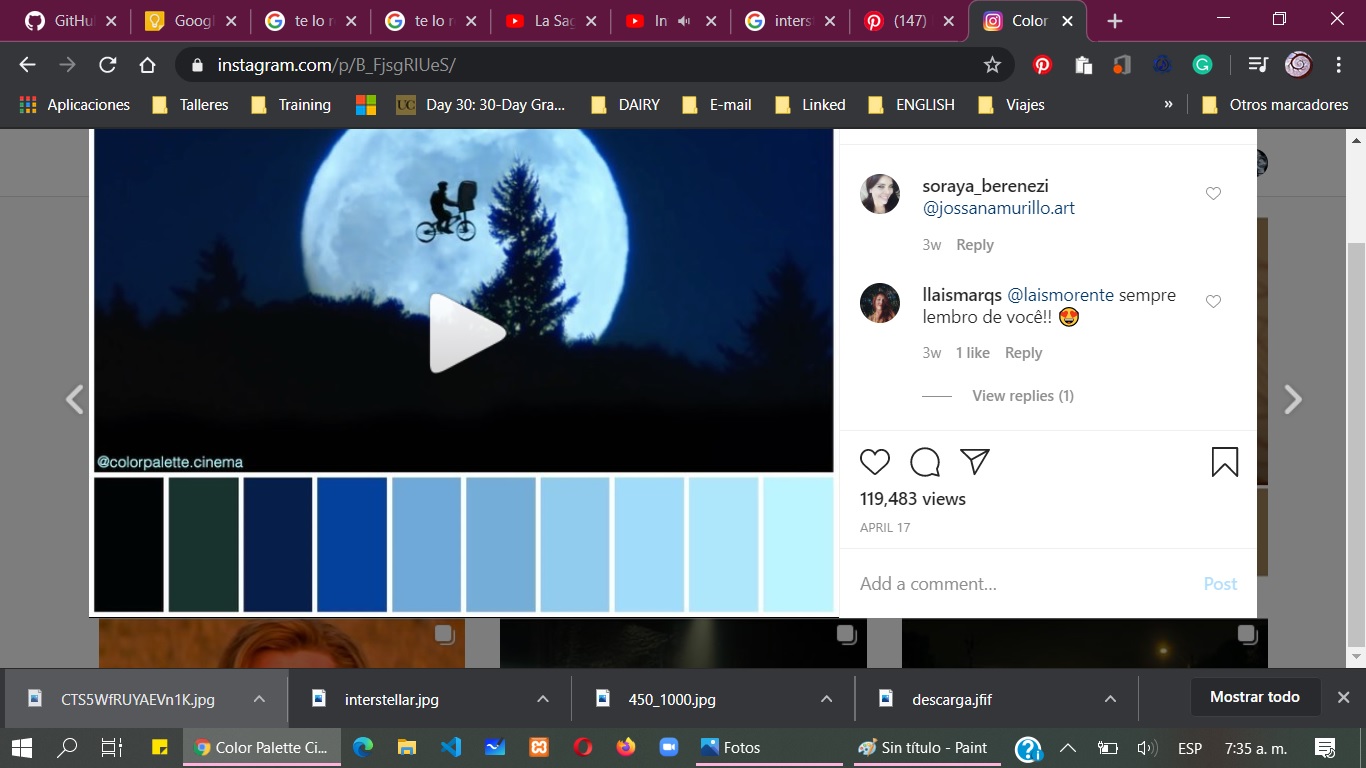 GitHu
Googl
te lo r
te lo r
La Sag
In
interst
(147)
Color
instagram.com/p/B_FjsgRlUeS/
Aplicaciones
Talleres
Training
UC
Day 30: 30-Day Gra...
DAIRY
E-mail
Linked
ENGLISH
Viajes
»
Otros marcadores
soraya_berenezi
@jossanamurillo.art
3w Reply
llaismarqs @laismorente sempre
lembro de você!! 😍
3w 1 like Reply
View replies (1)
@colorpalette.cinema
119,483 views
APRIL 17
Add a comment... Post
CTS5WfRUYAEVn1K.jpg
interstellar.jpg
450_1000.jpg
descarga.jfif
Mostrar todo
Color Palette Ci...
Fotos
Sin título - Paint
ESP
7:35 a. m.